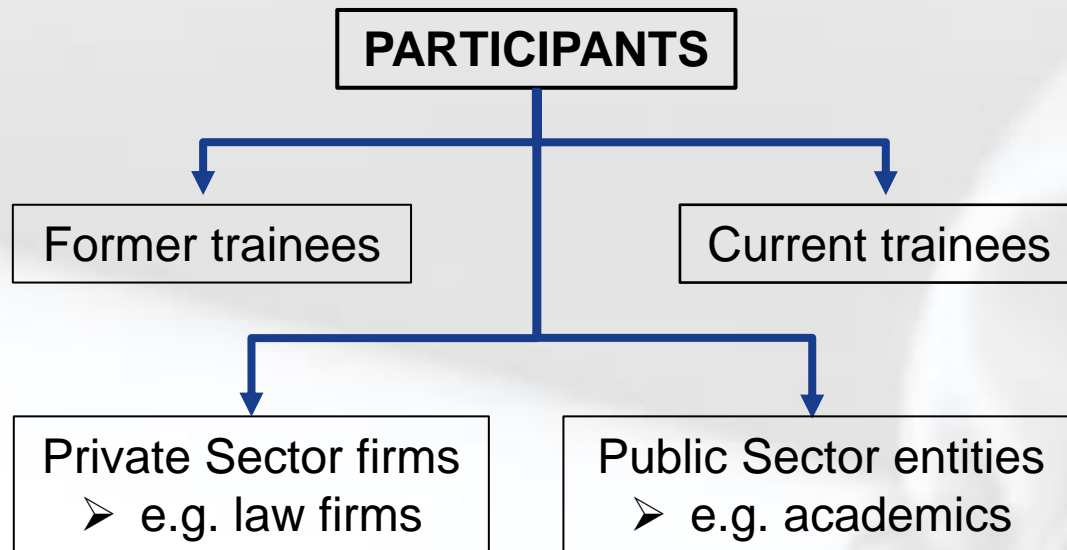 PARTICIPANTS
Former trainees
Current trainees
Private Sector firms
➢ e.g. law firms
Public Sector entities
➢ e.g. academics